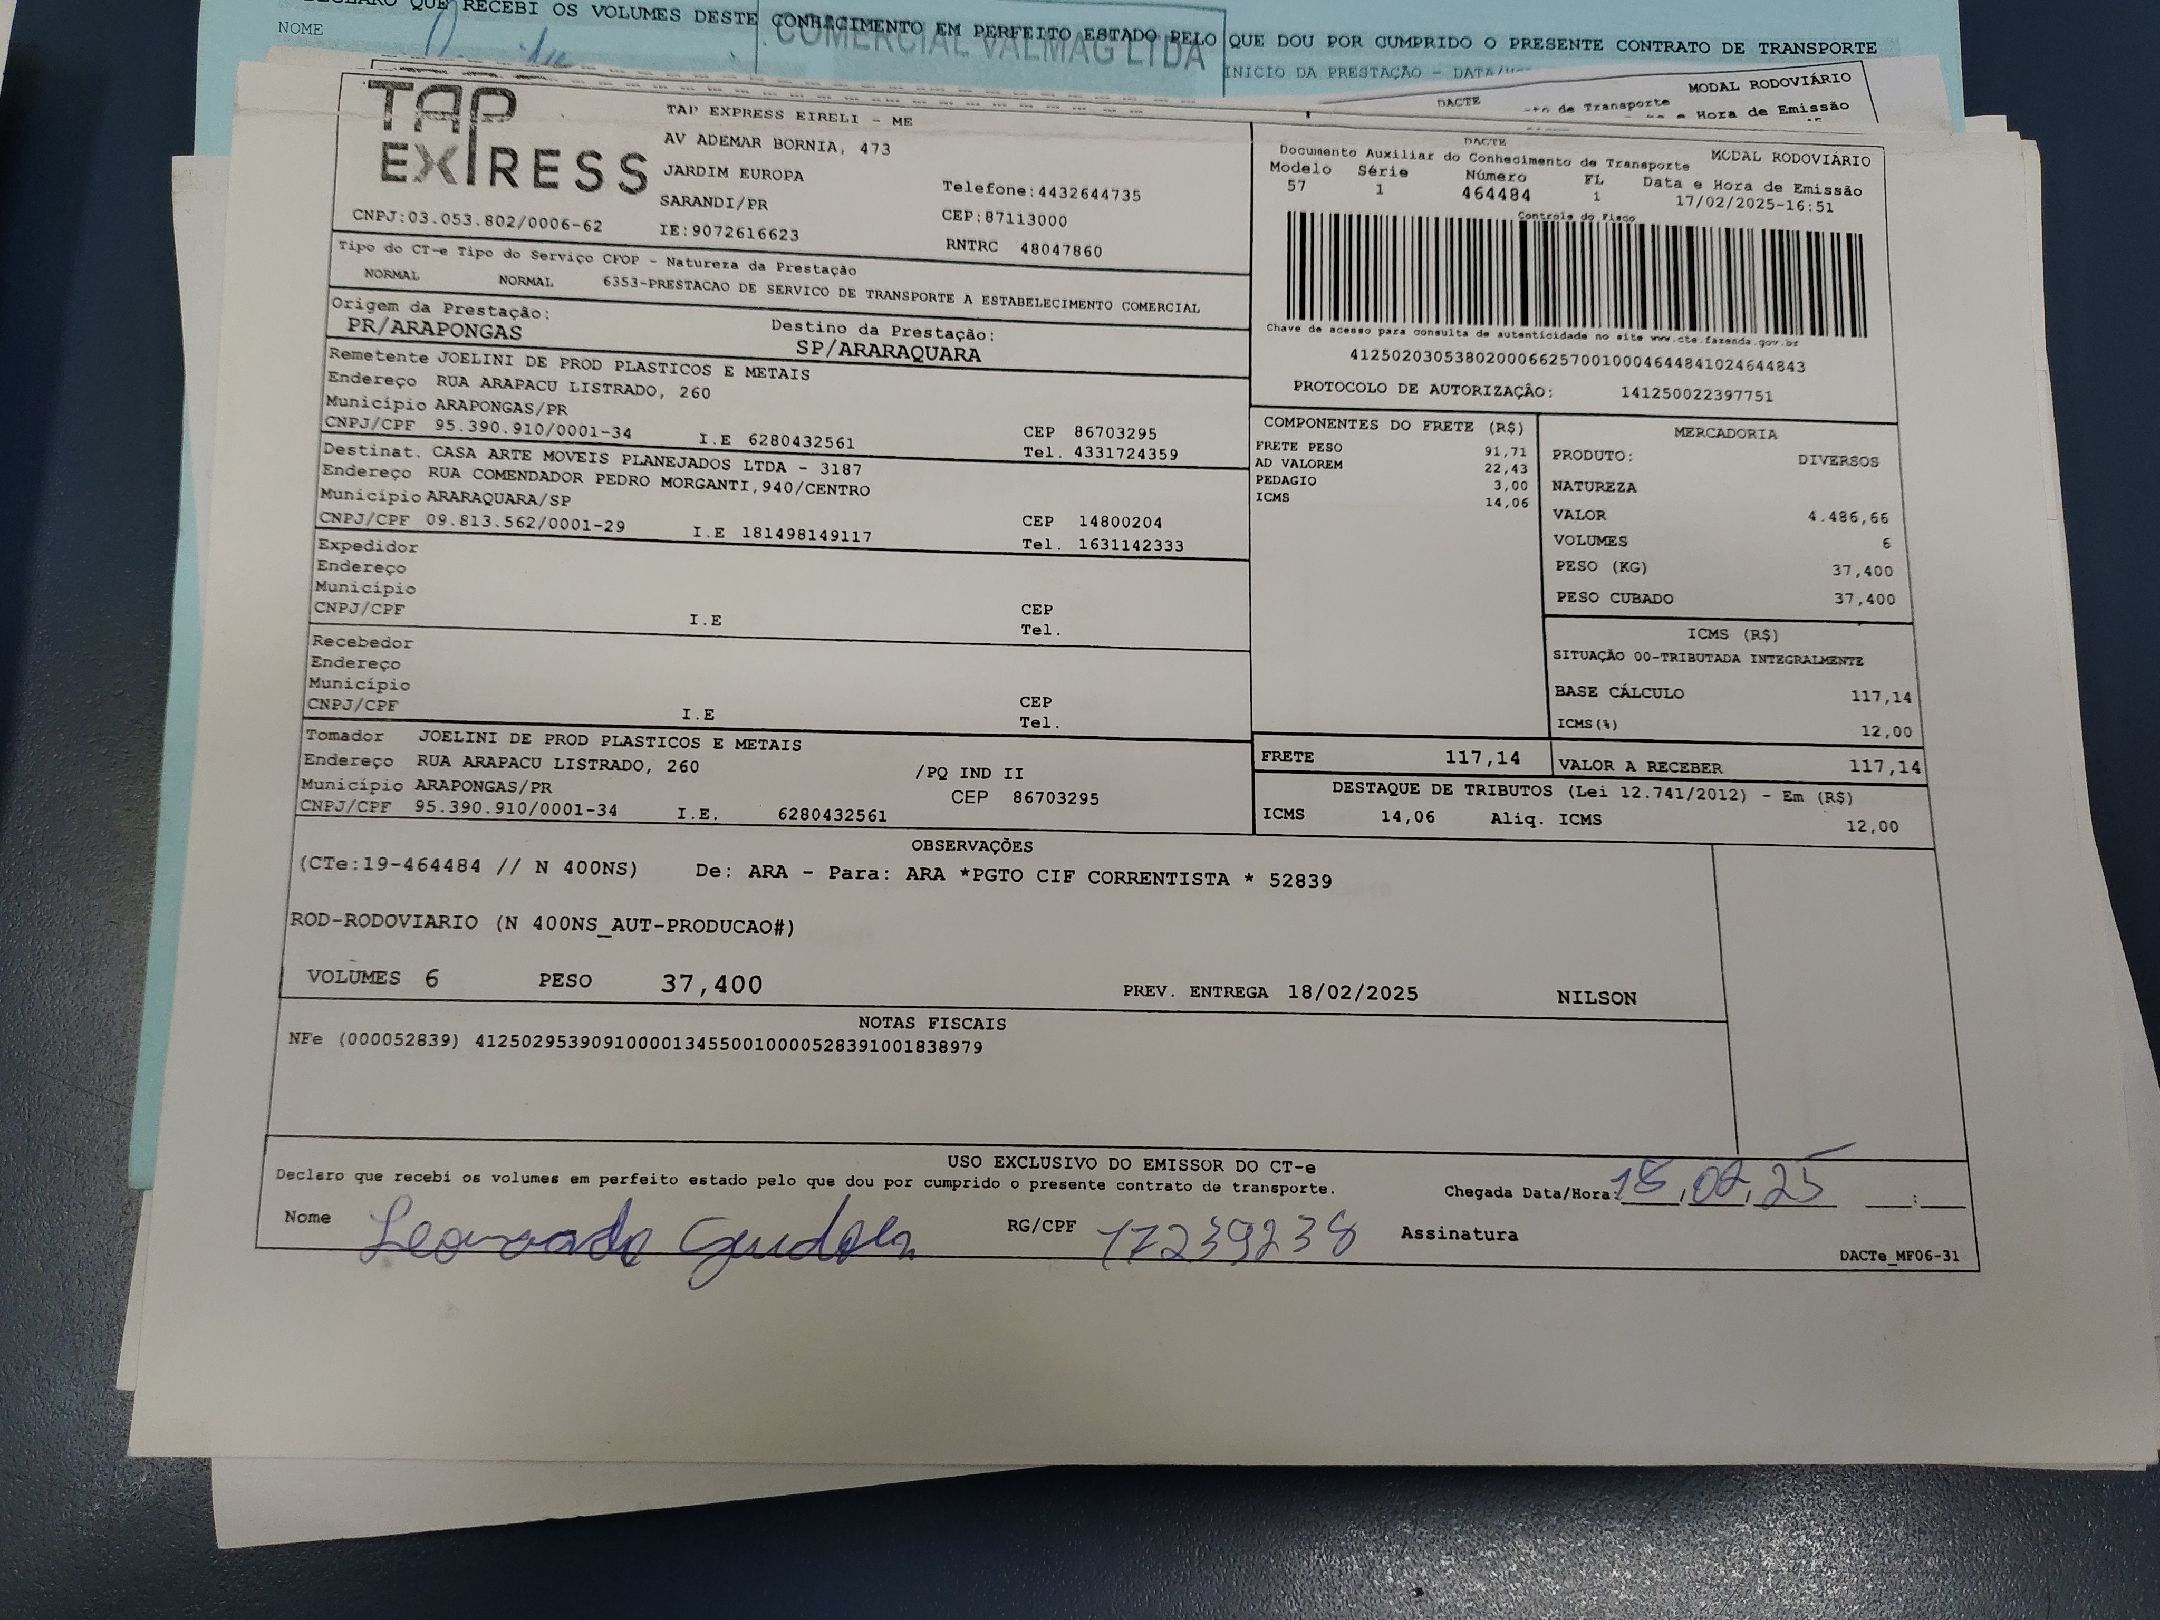 DECLARO QUE RECEBI OS VOLUMES DESTE CONHECIMENTO EM PERFEITO ESTADO PELO QUE DOU POR CUMPRIDO O PRESENTE CONTRATO DE TRANSPORTE
NOME
COMERCIAL VALMAG LTDA
INÍCIO DA PRESTAÇÃO - DATA/
MODAL RODOVIÁRIO
DACTE
de Transporte
e Hora de Emissão
TAP EXPRESS
TAP EXPRESS EIRELI - ME
AV ADEMAR BORNIA, 473
JARDIM EUROPA
SARANDI/PR
Telefone:4432644735
CEP:87113000
CNPJ:03.053.802/0006-62
IE:9072616623
RNTRC 48047860
DACTE
Documento Auxiliar do Conhecimento de Transporte
MODAL RODOVIÁRIO
Modelo Série Número FL Data e Hora de Emissão
57 1 464484 1 17/02/2025-16:51
Controle do Fisco
Chave de acesso para consulta de autenticidade no site www.cte.fazenda.gov.br
41250203053802000662570010004644841024644843
PROTOCOLO DE AUTORIZAÇÃO: 141250022397751
Tipo do CT-e Tipo do Serviço CFOP - Natureza da Prestação
NORMAL NORMAL 6353-PRESTACAO DE SERVICO DE TRANSPORTE A ESTABELECIMENTO COMERCIAL
Origem da Prestação: Destino da Prestação:
PR/ARAPONGAS SP/ARARAQUARA
Remetente JOELINI DE PROD PLASTICOS E METAIS
Endereço RUA ARAPACU LISTRADO, 260
Município ARAPONGAS/PR
CEP 86703295
CNPJ/CPF 95.390.910/0001-34 I.E 6280432561 Tel. 4331724359
Destinat. CASA ARTE MOVEIS PLANEJADOS LTDA - 3187
Endereço RUA COMENDADOR PEDRO MORGANTI,940/CENTRO
Município ARARAQUARA/SP
CEP 14800204
CNPJ/CPF 09.813.562/0001-29 I.E 181498149117 Tel. 1631142333
Expedidor
Endereço
Município
CEP
CNPJ/CPF I.E Tel.
Recebedor
Endereço
Município
CEP
CNPJ/CPF I.E Tel.
Tomador JOELINI DE PROD PLASTICOS E METAIS
Endereço RUA ARAPACU LISTRADO, 260 /PQ IND II
Município ARAPONGAS/PR CEP 86703295
CNPJ/CPF 95.390.910/0001-34 I.E. 6280432561
COMPONENTES DO FRETE (R$)
FRETE PESO 91,71
AD VALOREM 22,43
PEDAGIO 3,00
ICMS 14,06
MERCADORIA
PRODUTO: DIVERSOS
NATUREZA
VALOR 4.486,66
VOLUMES 6
PESO (KG) 37,400
PESO CUBADO 37,400
ICMS (R$)
SITUAÇÃO 00-TRIBUTADA INTEGRALMENTE
BASE CÁLCULO 117,14
ICMS(%) 12,00
FRETE 117,14
VALOR A RECEBER 117,14
DESTAQUE DE TRIBUTOS (Lei 12.741/2012) - Em (R$)
ICMS 14,06 Aliq. ICMS 12,00
OBSERVAÇÕES
(CTe:19-464484 // N 400NS) De: ARA - Para: ARA *PGTO CIF CORRENTISTA * 52839
ROD-RODOVIARIO (N 400NS_AUT-PRODUCAO#)
VOLUMES 6 PESO 37,400 PREV. ENTREGA 18/02/2025 NILSON
NOTAS FISCAIS
NFe (000052839) 41250295390910000134550010000528391001838979
USO EXCLUSIVO DO EMISSOR DO CT-e
Declaro que recebi os volumes em perfeito estado pelo que dou por cumprido o presente contrato de transporte.
Chegada Data/Hora: 18,02,25 :
Nome Leonardo RG/CPF 17239238 Assinatura
DACTe_MF06-31